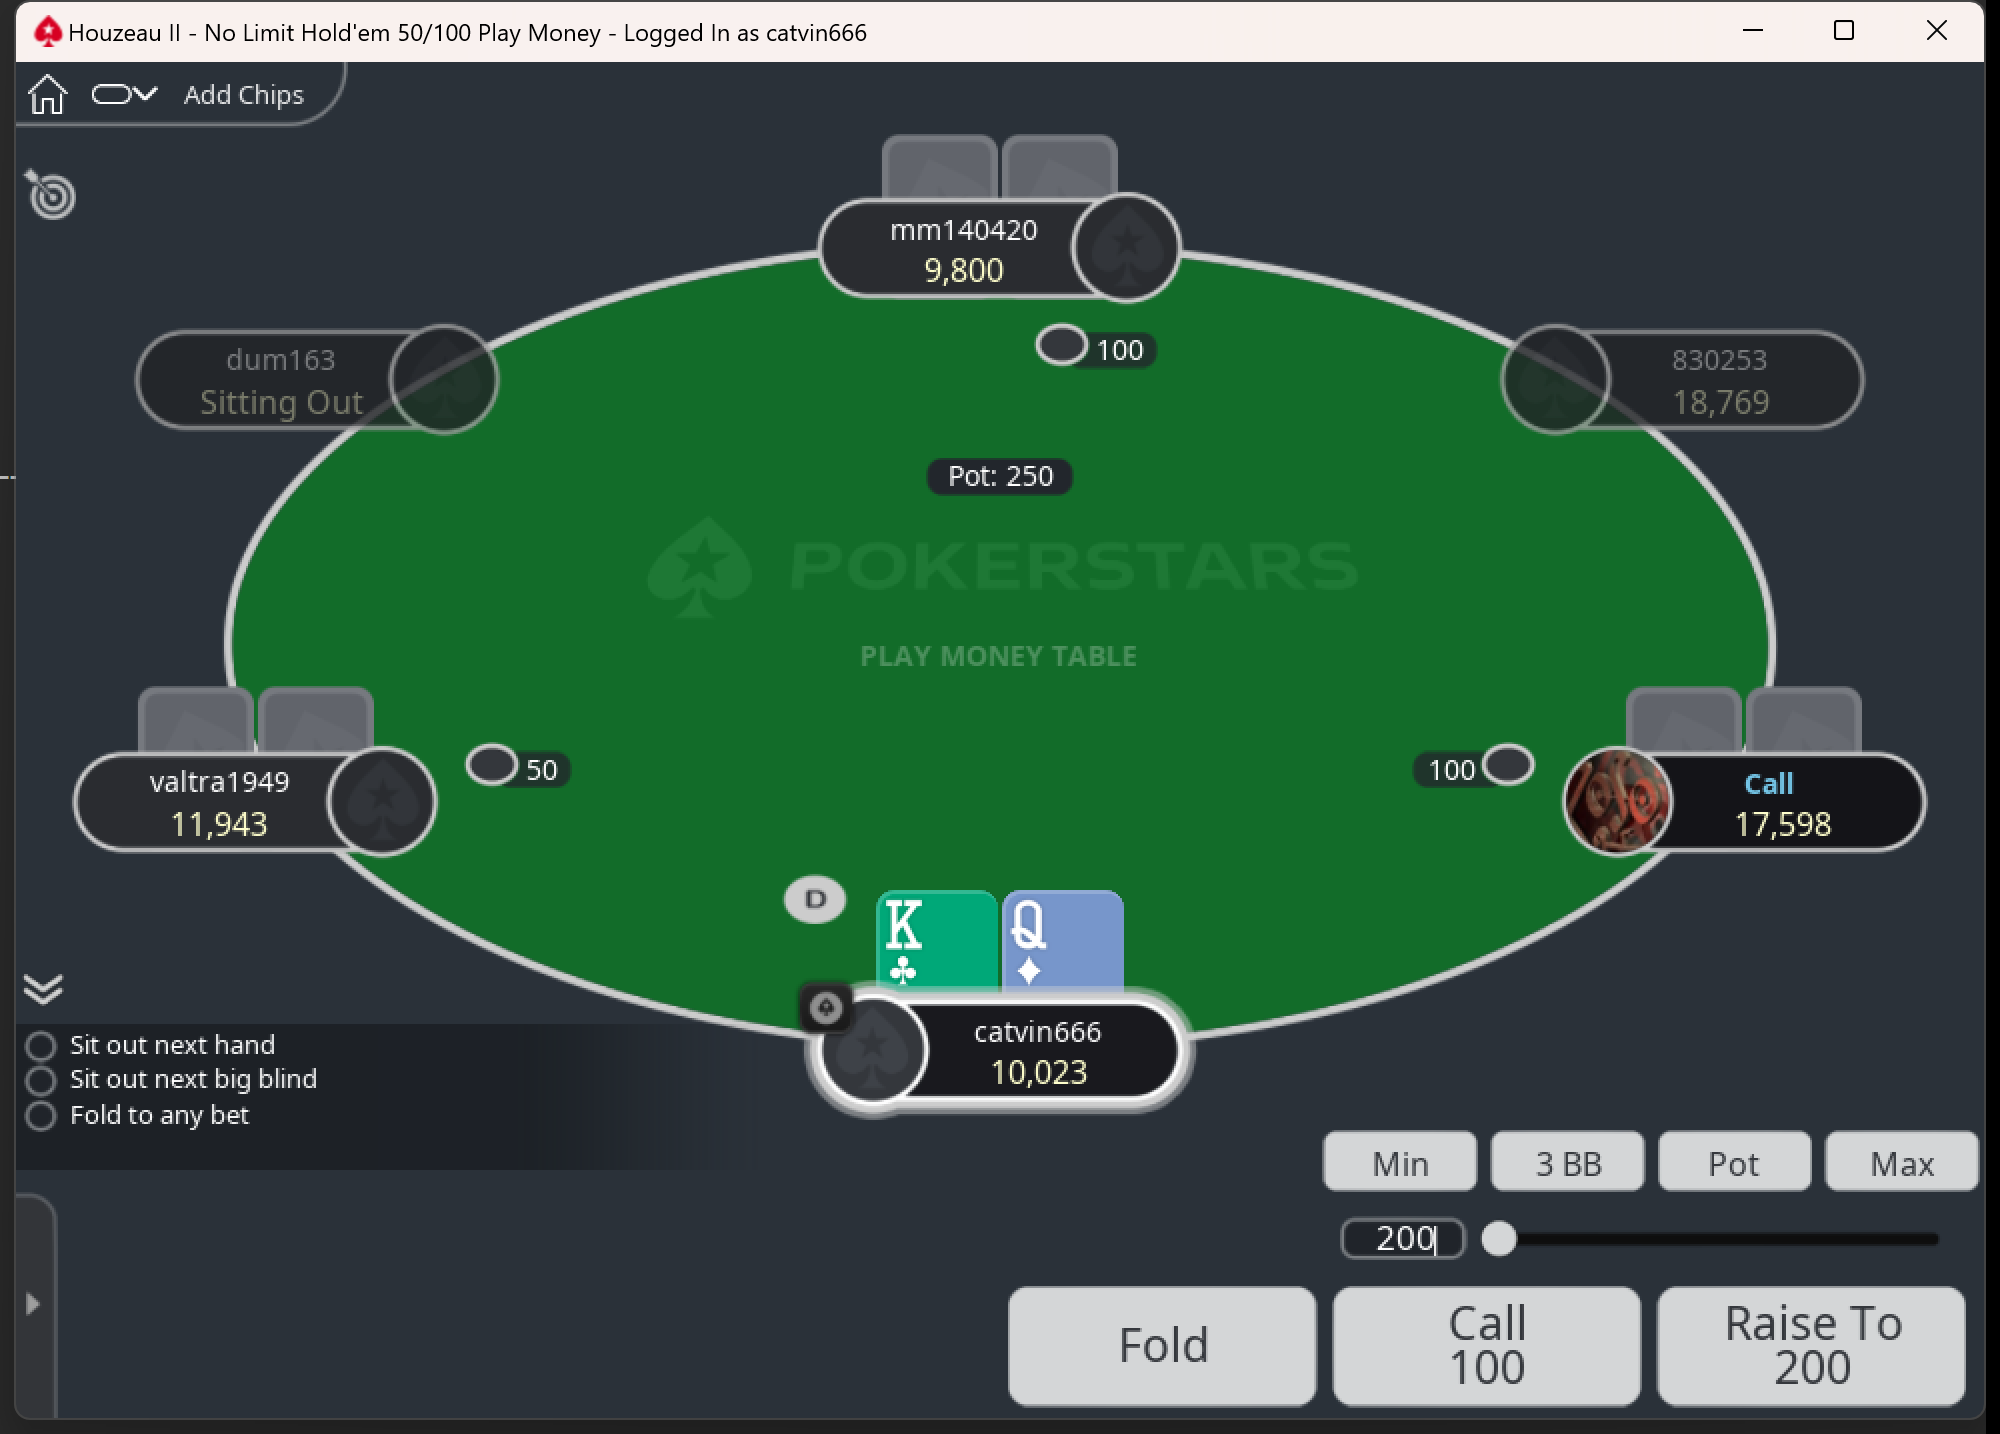 Houzeau II - No Limit Hold'em 50/100 Play Money - Logged In as catvin666
Add Chips
mm140420
9,800
dum163
Sitting Out
830253
18,769
100
Pot: 250
POKERSTARS
PLAY MONEY TABLE
valtra1949
11,943
50
100
Call
17,598
D
K
Q
catvin666
10,023
Sit out next hand
Sit out next big blind
Fold to any bet
Min
3 BB
Pot
Max
200
Fold
Call
100
Raise To
200